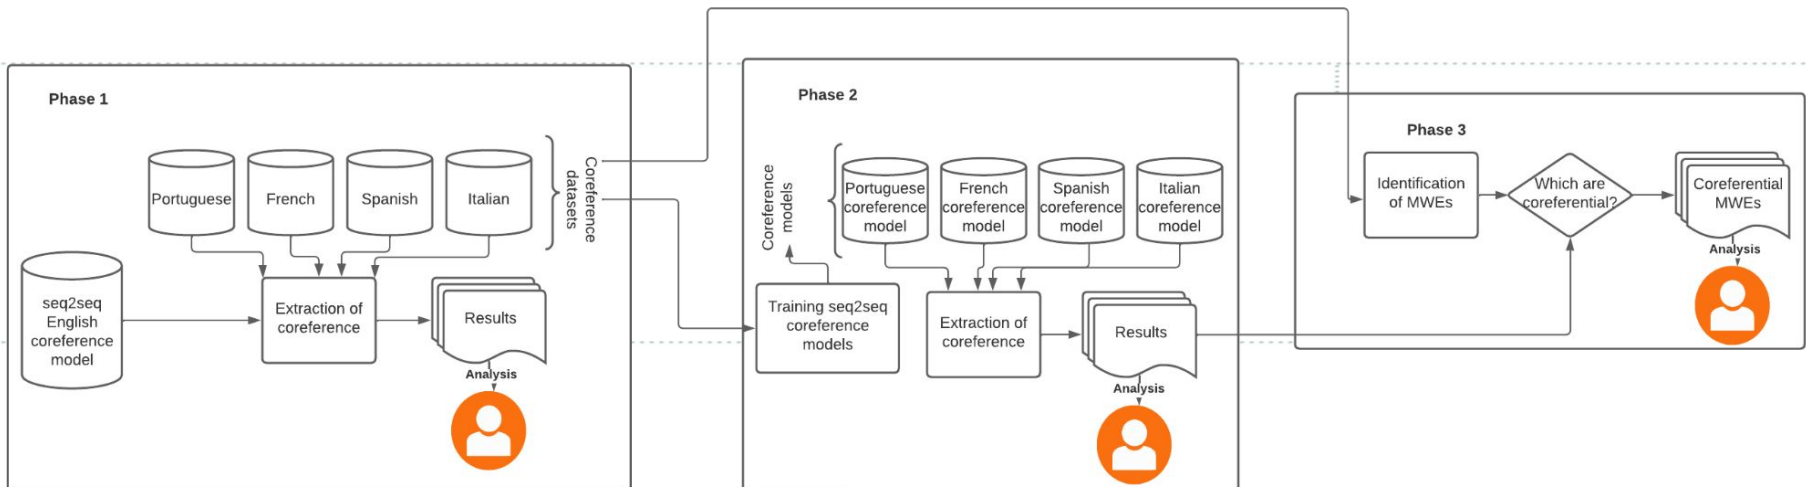 Phase 1
Portuguese
French
Spanish
Italian
Coreference
datasets
seq2seq
English
coreference
model
Extraction of
coreference
Results
Analysis
Phase 2
Coreference
models
Portuguese
coreference
model
French
coreference
model
Spanish
coreference
model
Italian
coreference
model
Training seq2seq
coreference
models
Extraction of
coreference
Results
Analysis
Phase 3
Identification
of MWEs
Which are
coreferential?
Coreferential
MWEs
Analysis